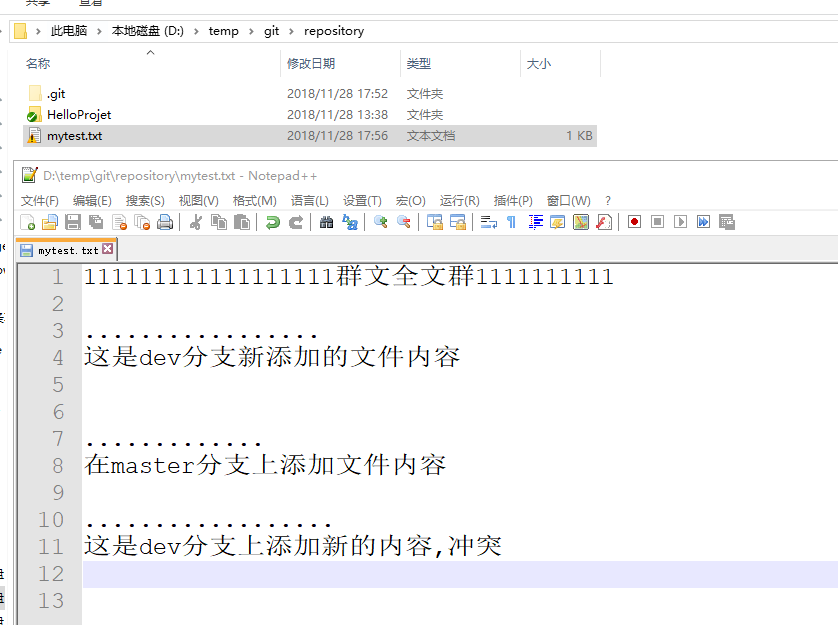 共享 查看
此电脑 > 本地磁盘 (D:) > temp > git > repository
名称 修改日期 类型 大小
.git 2018/11/28 17:52 文件夹
HelloProjet 2018/11/28 13:38 文件夹
mytest.txt 2018/11/28 17:56 文本文档 1 KB
D:\temp\git\repository\mytest.txt - Notepad++
文件(F) 编辑(E) 搜索(S) 视图(V) 格式(M) 语言(L) 设置(T) 宏(O) 运行(R) 插件(P) 窗口(W) ?
mytest.txt
1 111111111111111111群文全文群1111111111
2
3 .................
4 这是dev分支新添加的文件内容
5
6
7 .............
8 在master分支上添加文件内容
9
10 ..................
11 这是dev分支上添加新的内容,冲突
12
13